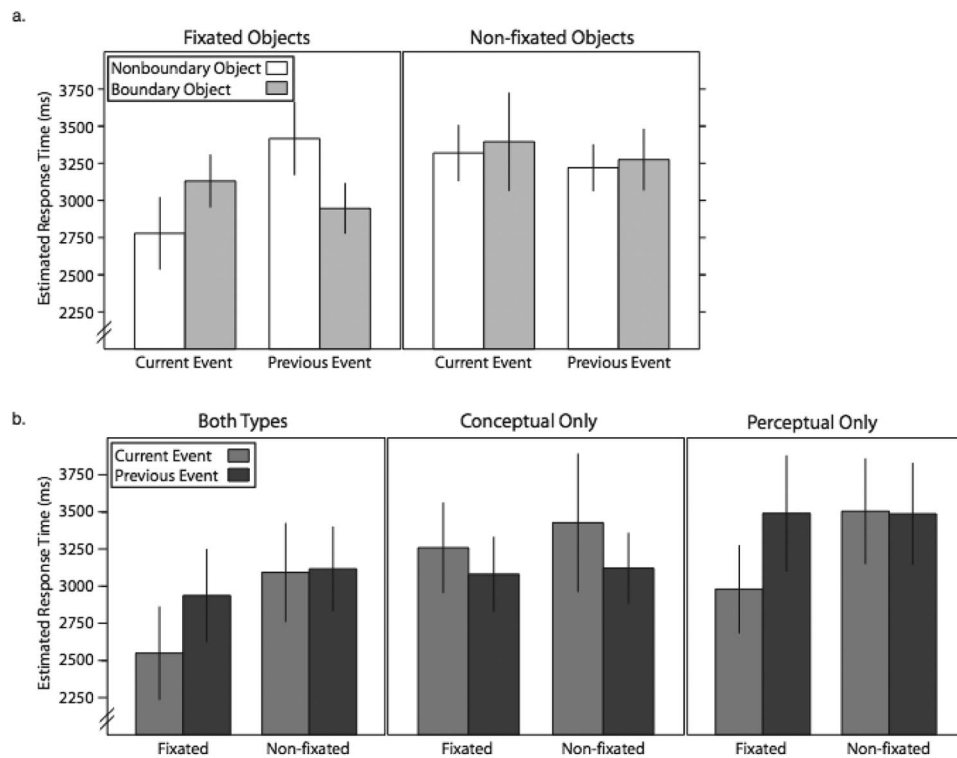 a.
Fixated Objects
Non-fixated Objects
Nonboundary Object
Boundary Object
Estimated Response Time (ms)
3750
3500
3250
3000
2750
2500
2250
Current Event
Previous Event
Current Event
Previous Event
b.
Both Types
Conceptual Only
Perceptual Only
Current Event
Previous Event
Estimated Response Time (ms)
3750
3500
3250
3000
2750
2500
2250
Fixated
Non-fixated
Fixated
Non-fixated
Fixated
Non-fixated